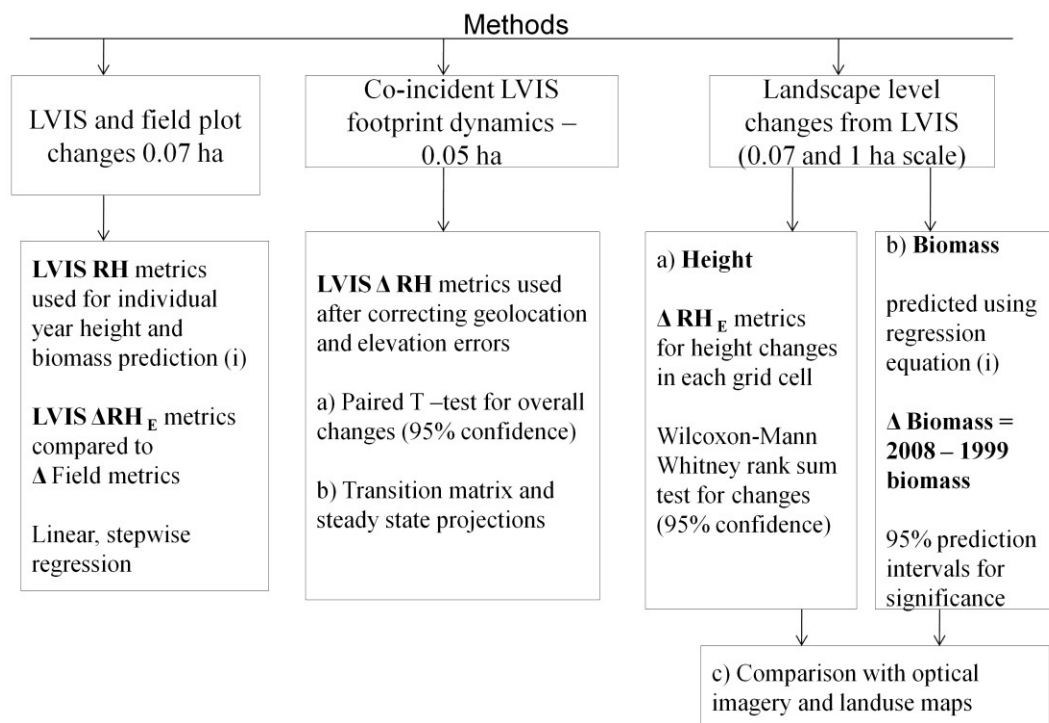 Methods
LVIS and field plot
changes 0.07 ha
LVIS RH metrics
used for individual
year height and
biomass prediction (i)
LVIS ΔRH E metrics
compared to
Δ Field metrics
Linear, stepwise
regression
Co-incident LVIS
footprint dynamics –
0.05 ha
LVIS Δ RH metrics used
after correcting geolocation
and elevation errors
a) Paired T –test for overall
changes (95% confidence)
b) Transition matrix and
steady state projections
Landscape level
changes from LVIS
(0.07 and 1 ha scale)
a) Height
Δ RH E metrics
for height changes
in each grid cell
Wilcoxon-Mann
Whitney rank sum
test for changes
(95% confidence)
b) Biomass
predicted using
regression
equation (i)
Δ Biomass =
2008 – 1999
biomass
95% prediction
intervals for
significance
c) Comparison with optical
imagery and landuse maps